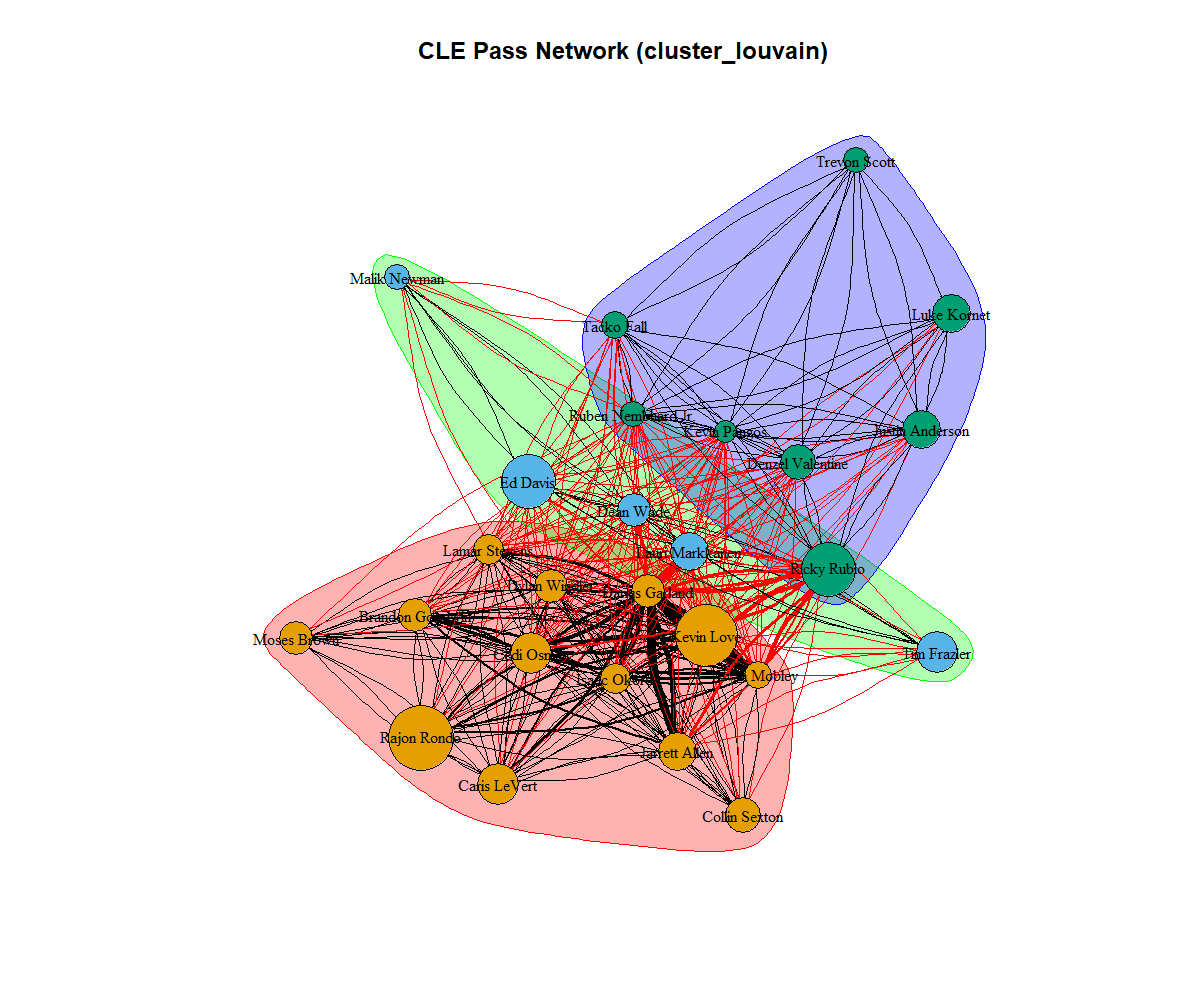 CLE Pass Network (cluster_louvain)
Trevon Scott
Malik Newman
Luke Kornet
Tacko Fall
Ruben Nembhard Jr
Kevin Pangos
Justin Anderson
Denzel Valentine
Ed Davis
Dean Wade
Lauri Markkanen
Lamar Stevens
Ricky Rubio
Dylan Windler
Darius Garland
Brandon Goodwin
Moses Brown
Kevin Love
Cedi Osman
Tim Frazier
Isaac Okoro
Mobley
Rajon Rondo
Jarrett Allen
Caris LeVert
Collin Sexton